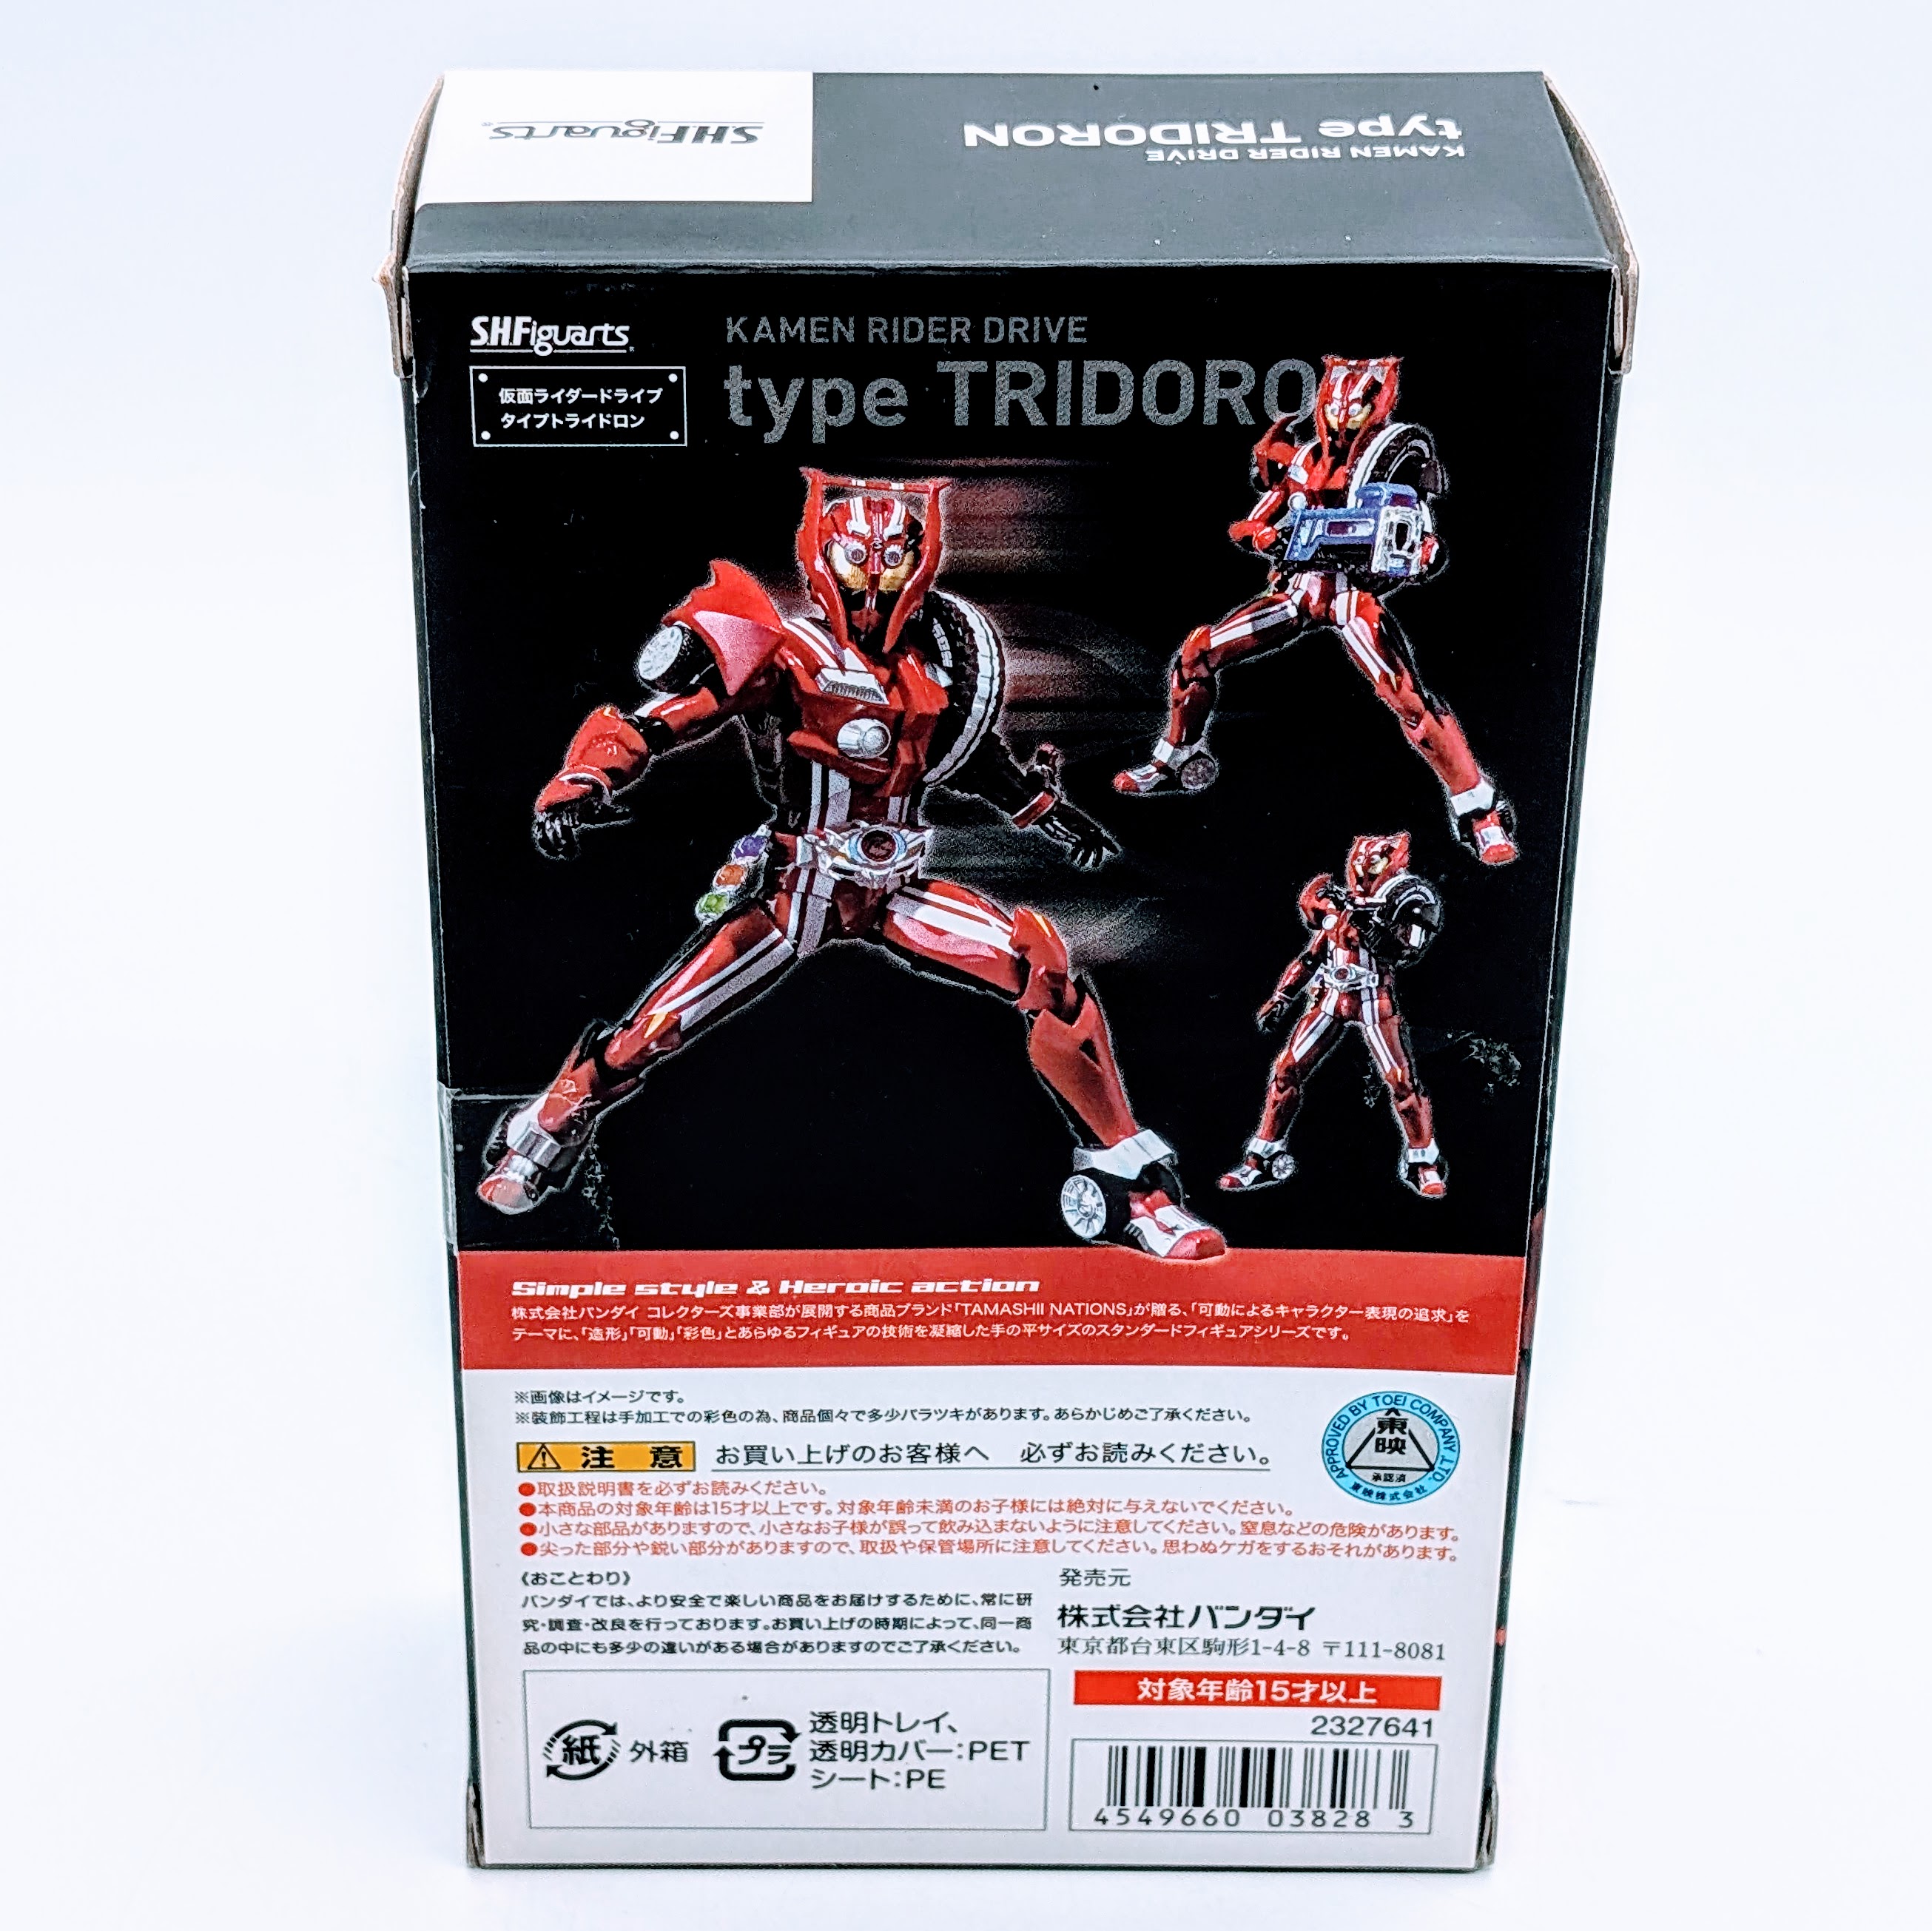 S.H.Figuarts
KAMEN RIDER DRIVE
type TRIDORON
S.H.Figuarts
仮面ライダードライブ
タイプトライドロン
KAMEN RIDER DRIVE
type TRIDORON
Simple style & Heroic action
株式会社バンダイ コレクターズ事業部が展開する商品ブランド「TAMASHII NATIONS」が贈る、「可動によるキャラクター表現の追求」を
テーマに、「造形」「可動」「彩色」とあらゆるフィギュアの技術を凝縮した手の平サイズのスタンダードフィギュアシリーズです。
※画像はイメージです。
※装飾工程は手加工での彩色の為、商品個々で多少バラツキがあります。あらかじめご了承ください。
APPROVED BY TOEI COMPANY, LTD.
東映
承認済
東映株式会社
注 意 お買い上げのお客様へ 必ずお読みください。
●取扱説明書を必ずお読みください。
●本商品の対象年齢は15才以上です。対象年齢未満のお子様には絶対に与えないでください。
●小さな部品がありますので、小さなお子様が誤って飲み込まないように注意してください。窒息などの危険があります。
●尖った部分や鋭い部分がありますので、取扱や保管場所に注意してください。思わぬケガをするおそれがあります。
《おことわり》
バンダイでは、より安全で楽しい商品をお届けするために、常に研
究・調査・改良を行っております。お買い上げの時期によって、同一商
品の中にも多少の違いがある場合がありますのでご了承ください。
発売元
株式会社バンダイ
東京都台東区駒形1-4-8 〒111-8081
紙 外箱
プラ 透明トレイ、
透明カバー：PET
シート：PE
対象年齢15才以上
2327641
4549660 03828 3